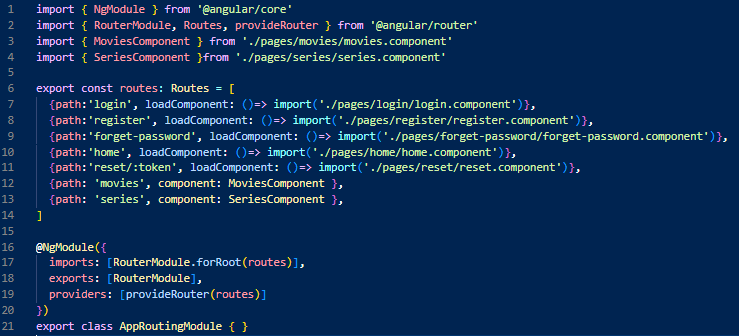 1 import { NgModule } from '@angular/core'
2 import { RouterModule, Routes, provideRouter } from '@angular/router'
3 import { MoviesComponent } from './pages/movies/movies.component'
4 import { SeriesComponent }from './pages/series/series.component'
5
6 export const routes: Routes = [
7   {path:'login', loadComponent: ()=> import('./pages/login/login.component')},
8   {path:'register', loadComponent: ()=> import('./pages/register/register.component')},
9   {path:'forget-password', loadComponent: ()=> import('./pages/forget-password/forget-password.component')},
10   {path:'home', loadComponent: ()=> import('./pages/home/home.component')},
11   {path:'reset/:token', loadComponent: ()=> import('./pages/reset/reset.component')},
12   {path: 'movies', component: MoviesComponent },
13   {path: 'series', component: SeriesComponent },
14 ]
15
16 @NgModule({
17   imports: [RouterModule.forRoot(routes)],
18   exports: [RouterModule],
19   providers: [provideRouter(routes)]
20 })
21 export class AppRoutingModule { }